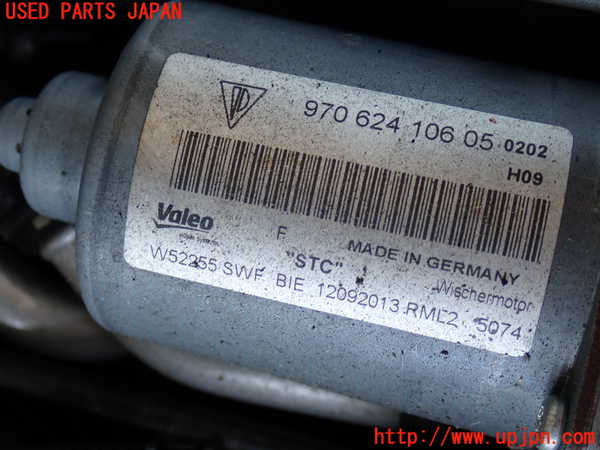 USED PARTS JAPAN
970 624 106 05 0202
H09
Valeo
F
MADE IN GERMANY
"STC"
Wischermotor
W52255 SWF BIE 12092013 RML2 5074
http://www.upjpn.com/